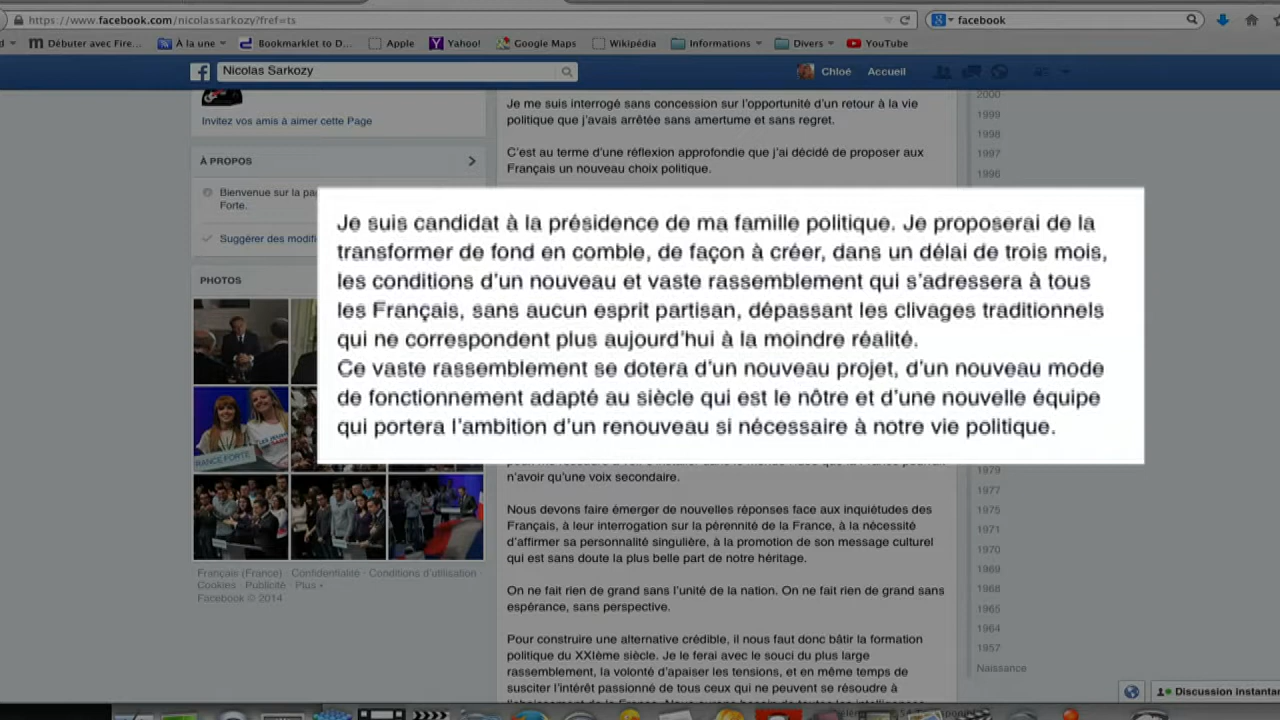 https://www.facebook.com/nicolassarkozy?fref=ts
facebook
Débuter avec Fire...
À la une
Bookmarklet to D...
Apple
Yahoo!
Google Maps
Wikipédia
Informations
Divers
YouTube
Nicolas Sarkozy
Chloé
Accueil
Invitez vos amis à aimer cette Page
À PROPOS
Bienvenue sur la pa
Forte.
Suggérer des modifi
PHOTOS
RANCE FORTE
Français (France) · Confidentialité · Conditions d'utilisation ·
Cookies · Publicité · Plus
Facebook © 2014
Je me suis interrogé sans concession sur l'opportunité d'un retour à la vie
politique que j'avais arrêtée sans amertume et sans regret.
C'est au terme d'une réflexion approfondie que j'ai décidé de proposer aux
Français un nouveau choix politique.
Je suis candidat à la présidence de ma famille politique. Je proposerai de la
transformer de fond en comble, de façon à créer, dans un délai de trois mois,
les conditions d'un nouveau et vaste rassemblement qui s'adressera à tous
les Français, sans aucun esprit partisan, dépassant les clivages traditionnels
qui ne correspondent plus aujourd'hui à la moindre réalité.
Ce vaste rassemblement se dotera d'un nouveau projet, d'un nouveau mode
de fonctionnement adapté au siècle qui est le nôtre et d'une nouvelle équipe
qui portera l'ambition d'un renouveau si nécessaire à notre vie politique.
n'avoir qu'une voix secondaire.
Nous devons faire émerger de nouvelles réponses face aux inquiétudes des
Français, à leur interrogation sur la pérennité de la France, à la nécessité
d'affirmer sa personnalité singulière, à la promotion de son message culturel
qui est sans doute la plus belle part de notre héritage.
On ne fait rien de grand sans l'unité de la nation. On ne fait rien de grand sans
espérance, sans perspective.
Pour construire une alternative crédible, il nous faut donc bâtir la formation
politique du XXIème siècle. Je le ferai avec le souci du plus large
rassemblement, la volonté d'apaiser les tensions, et en même temps de
susciter l'intérêt passionné de tous ceux qui ne peuvent se résoudre à
2000
1999
1998
1997
1996
1979
1977
1975
1971
1970
1969
1968
1965
1964
1957
Naissance
Discussion instantan